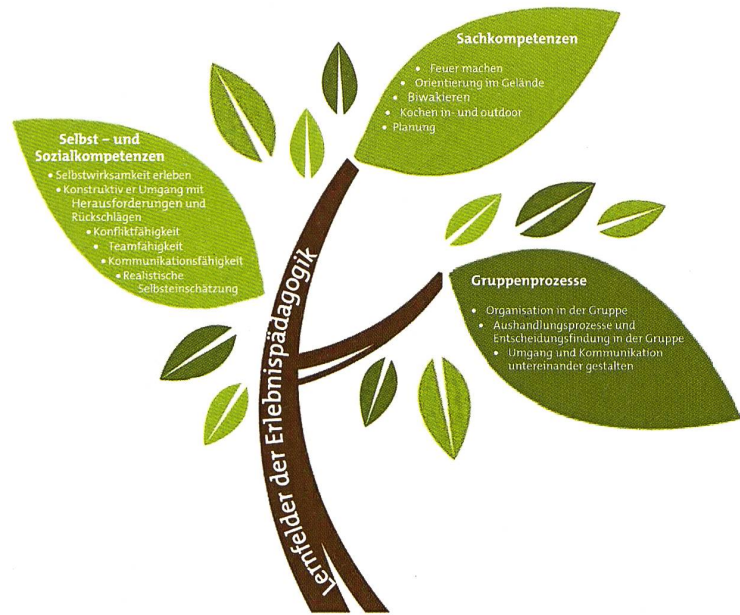 Sachkompetenzen
• Feuer machen
• Orientierung im Gelände
• Biwakieren
• Kochen in- und outdoor
• Planung
Selbst – und
Sozialkompetenzen
• Selbstwirksamkeit erleben
• Konstruktiv er Umgang mit
Herausforderungen und
Rückschlägen
• Konfliktfähigkeit
• Teamfähigkeit
• Kommunikationsfähigkeit
• Realistische
Selbsteinschätzung
Gruppenprozesse
• Organisation in der Gruppe
• Aushandlungsprozesse und
Entscheidungsfindung in der Gruppe
• Umgang und Kommunikation
untereinander gestalten
Lernfelder der Erlebnispädagogik